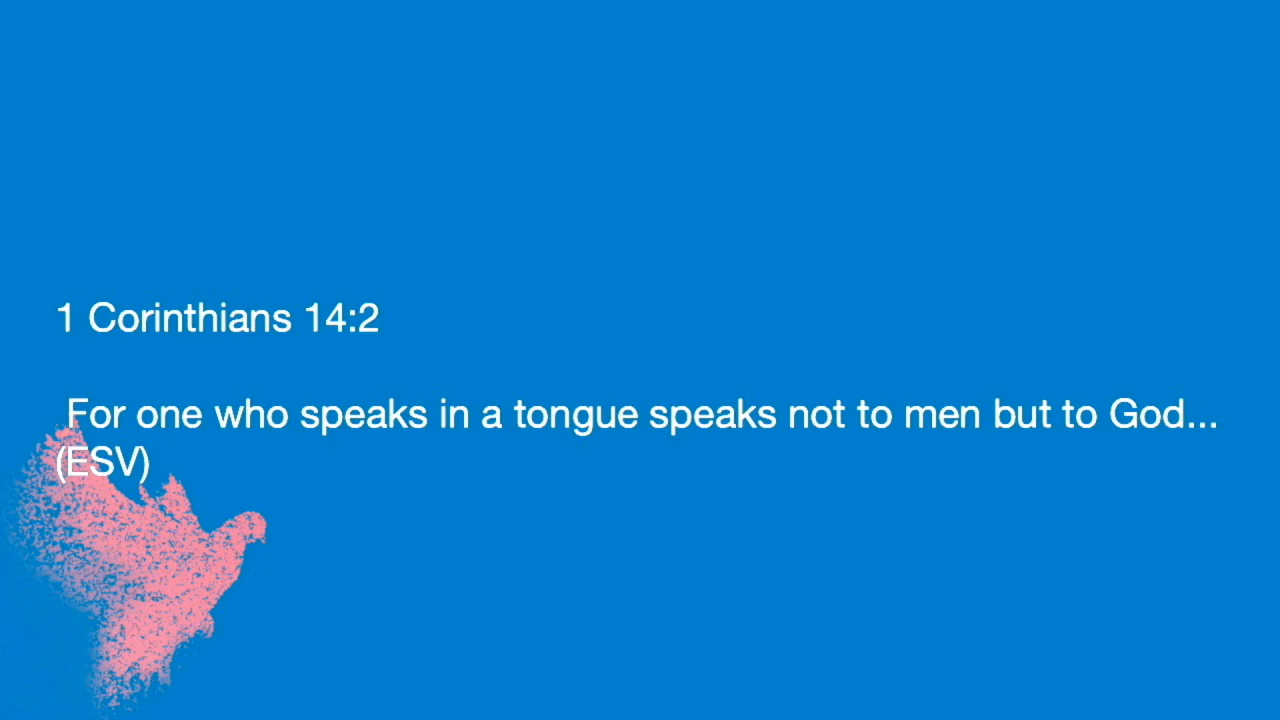 1 Corinthians 14:2
For one who speaks in a tongue speaks not to men but to God...
(ESV)